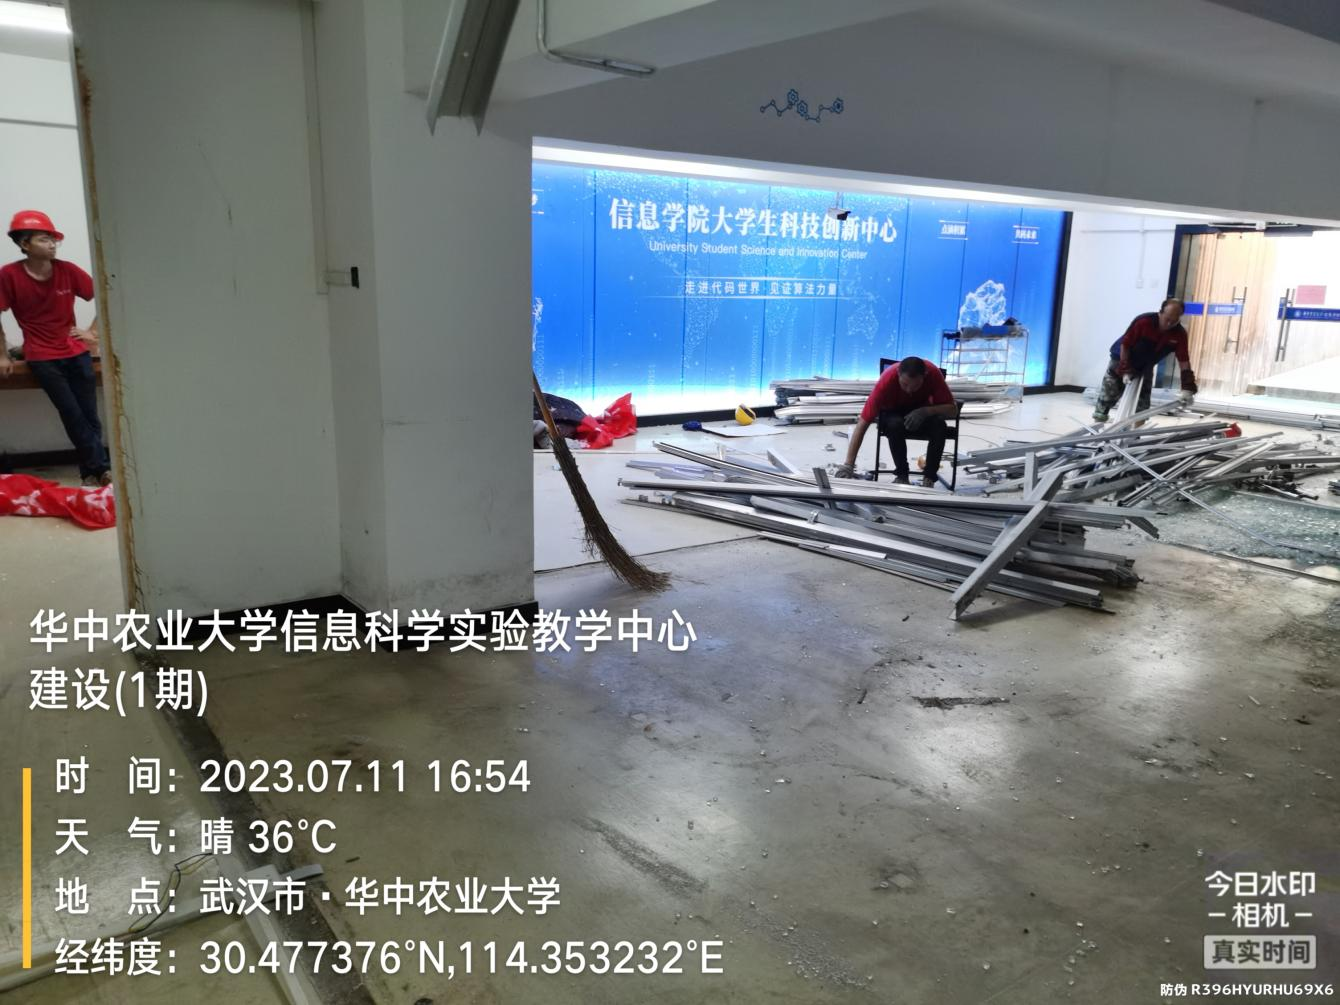 信息学院大学生科技创新中心
University Student Science and Innovation Center
走进代码世界 见证算法力量
华中农业大学信息科学实验教学中心
建设(1期)
时 间：2023.07.11 16:54
天 气：晴 36°C
地 点：武汉市·华中农业大学
经纬度：30.477376°N,114.353232°E
今日水印
相机
真实时间
防伪 R396HYURHU69X6